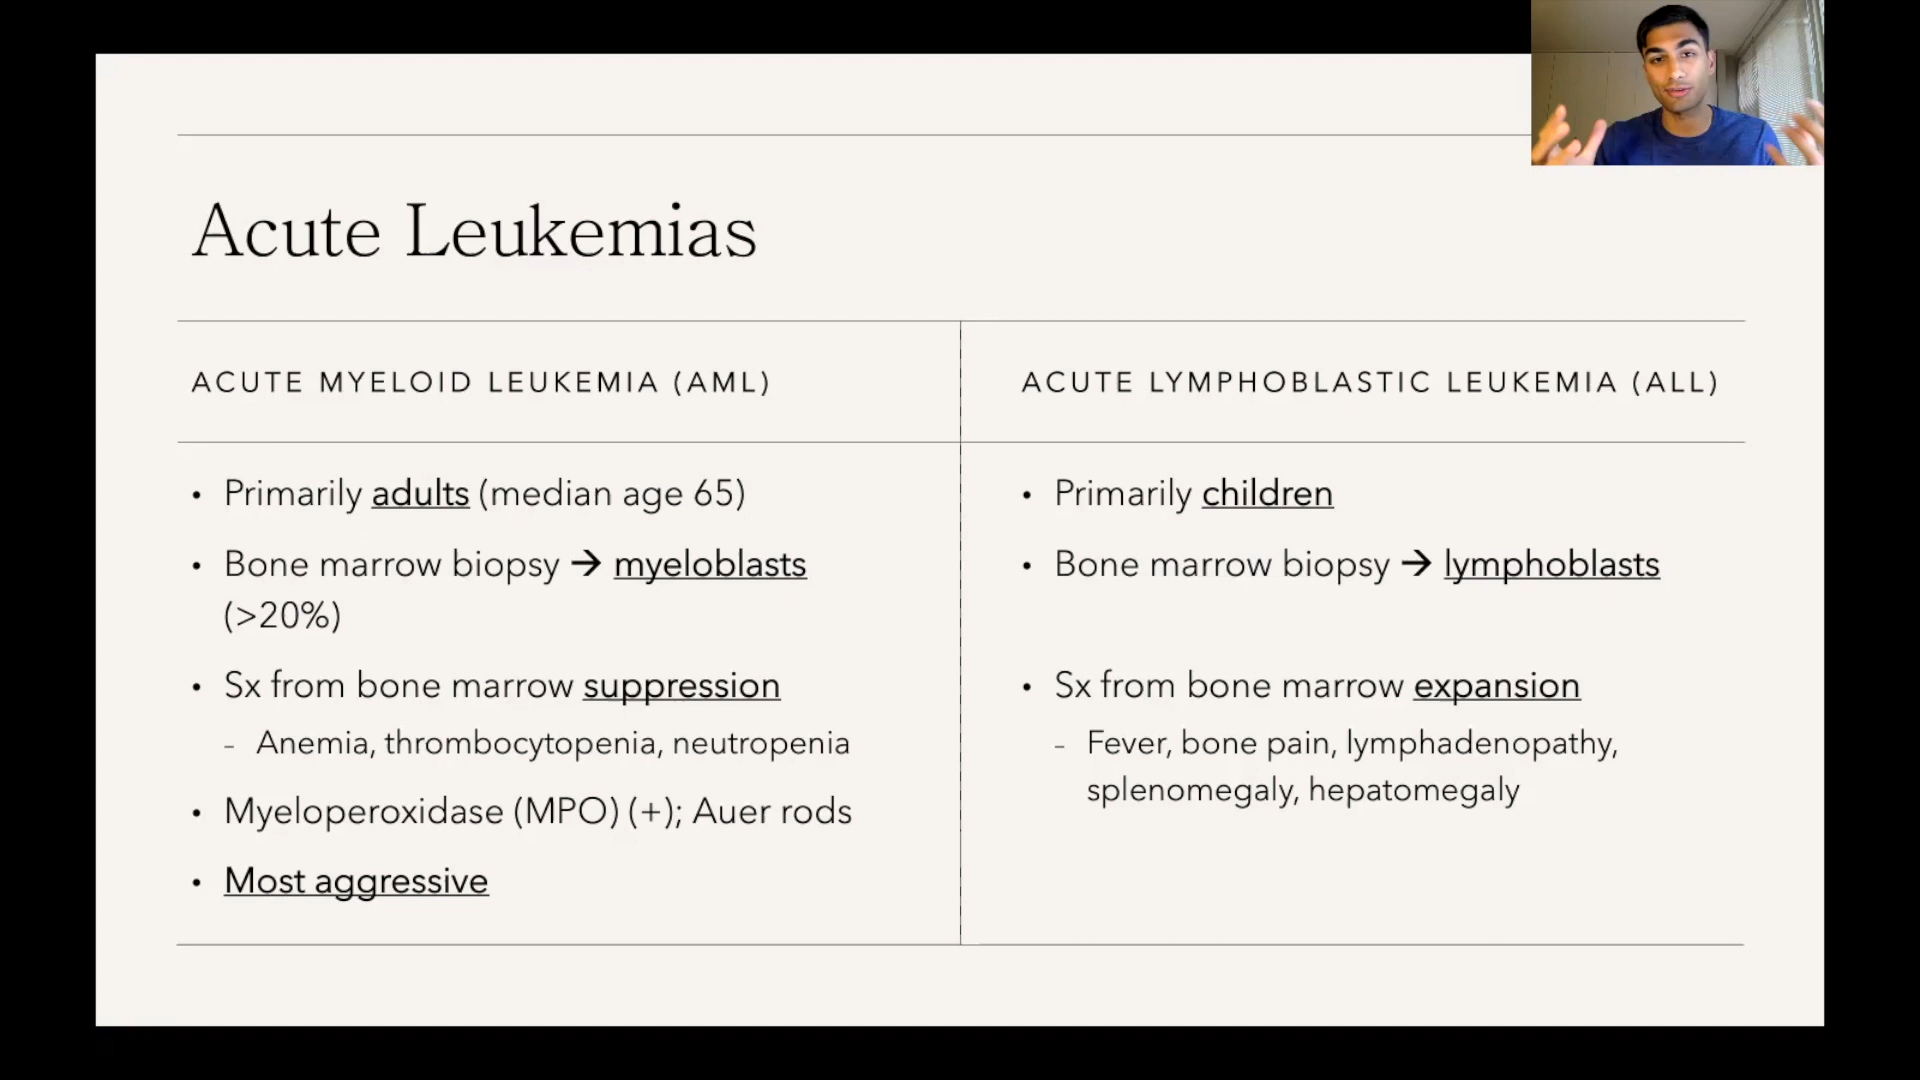 Acute Leukemias
ACUTE MYELOID LEUKEMIA (AML)
• Primarily adults (median age 65)
• Bone marrow biopsy → myeloblasts
(>20%)
• Sx from bone marrow suppression
- Anemia, thrombocytopenia, neutropenia
• Myeloperoxidase (MPO) (+); Auer rods
• Most aggressive
ACUTE LYMPHOBLASTIC LEUKEMIA (ALL)
• Primarily children
• Bone marrow biopsy → lymphoblasts
• Sx from bone marrow expansion
- Fever, bone pain, lymphadenopathy,
splenomegaly, hepatomegaly